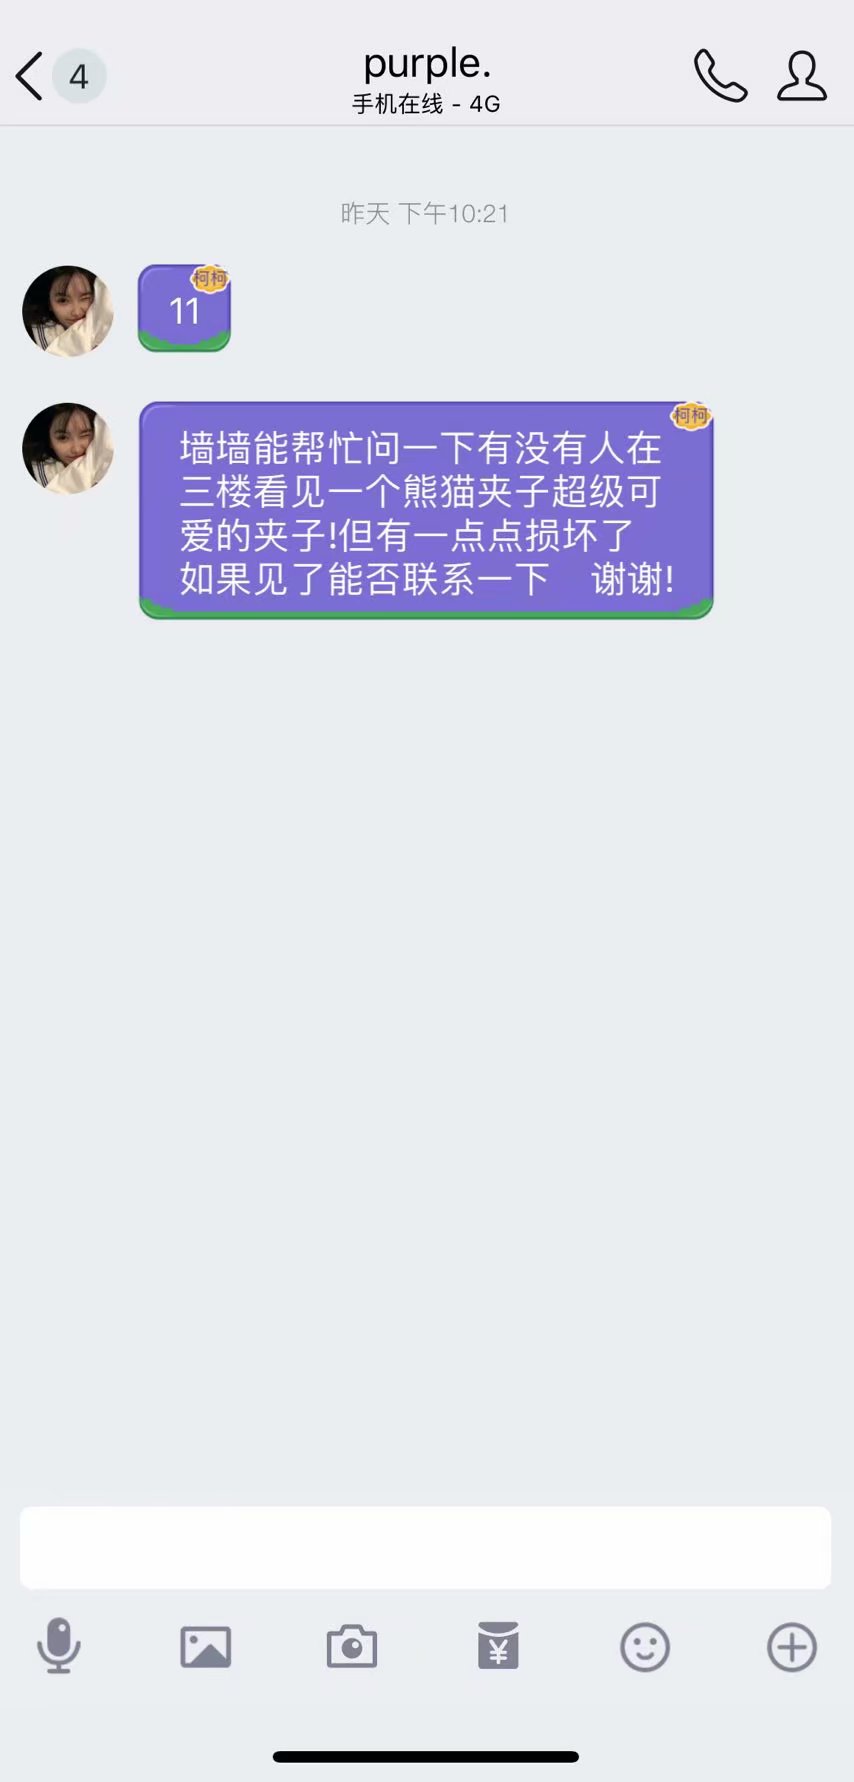 4
purple.
手机在线 - 4G
昨天 下午10:21
柯柯
11
柯柯
墙墙能帮忙问一下有没有人在
三楼看见一个熊猫夹子超级可
爱的夹子!但有一点点损坏了
如果见了能否联系一下 谢谢!
¥